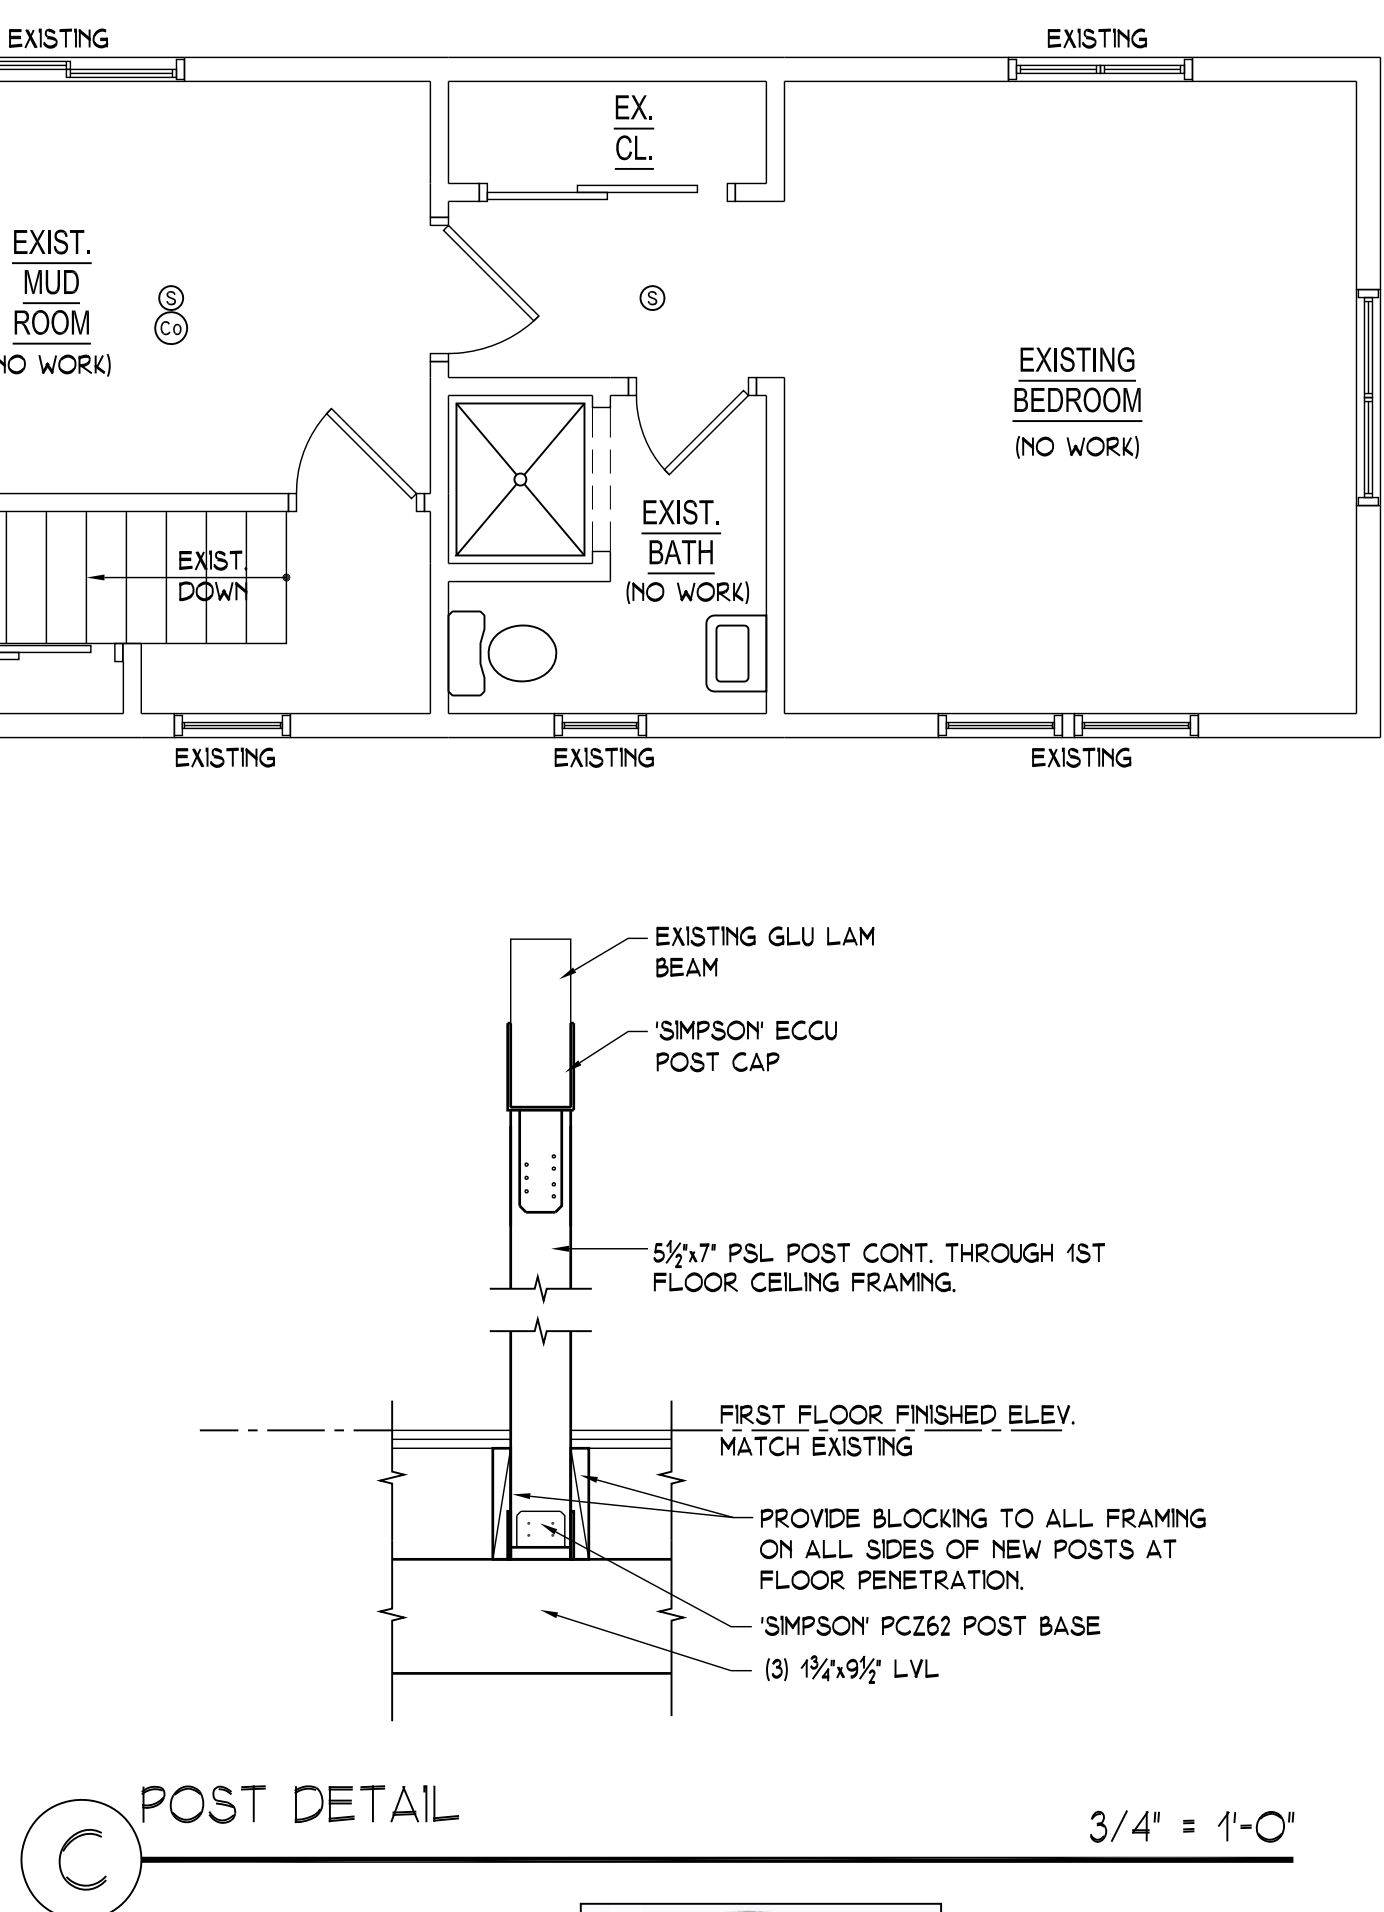 EXISTING
EXISTING
EX.
CL.
EXIST.
MUD
ROOM
NO WORK)
S
Co
S
EXISTING
BEDROOM
(NO WORK)
EXIST.
BATH
(NO WORK)
EXIST.
DOWN
EXISTING
EXISTING
EXISTING
EXISTING GLU LAM
BEAM
'SIMPSON' ECCU
POST CAP
5½"x7" PSL POST CONT. THROUGH 1ST
FLOOR CEILING FRAMING.
FIRST FLOOR FINISHED ELEV.
MATCH EXISTING
PROVIDE BLOCKING TO ALL FRAMING
ON ALL SIDES OF NEW POSTS AT
FLOOR PENETRATION.
'SIMPSON' PCZ62 POST BASE
(3) 1¾"x9½" LVL
C
POST DETAIL
3/4" = 1'-0"